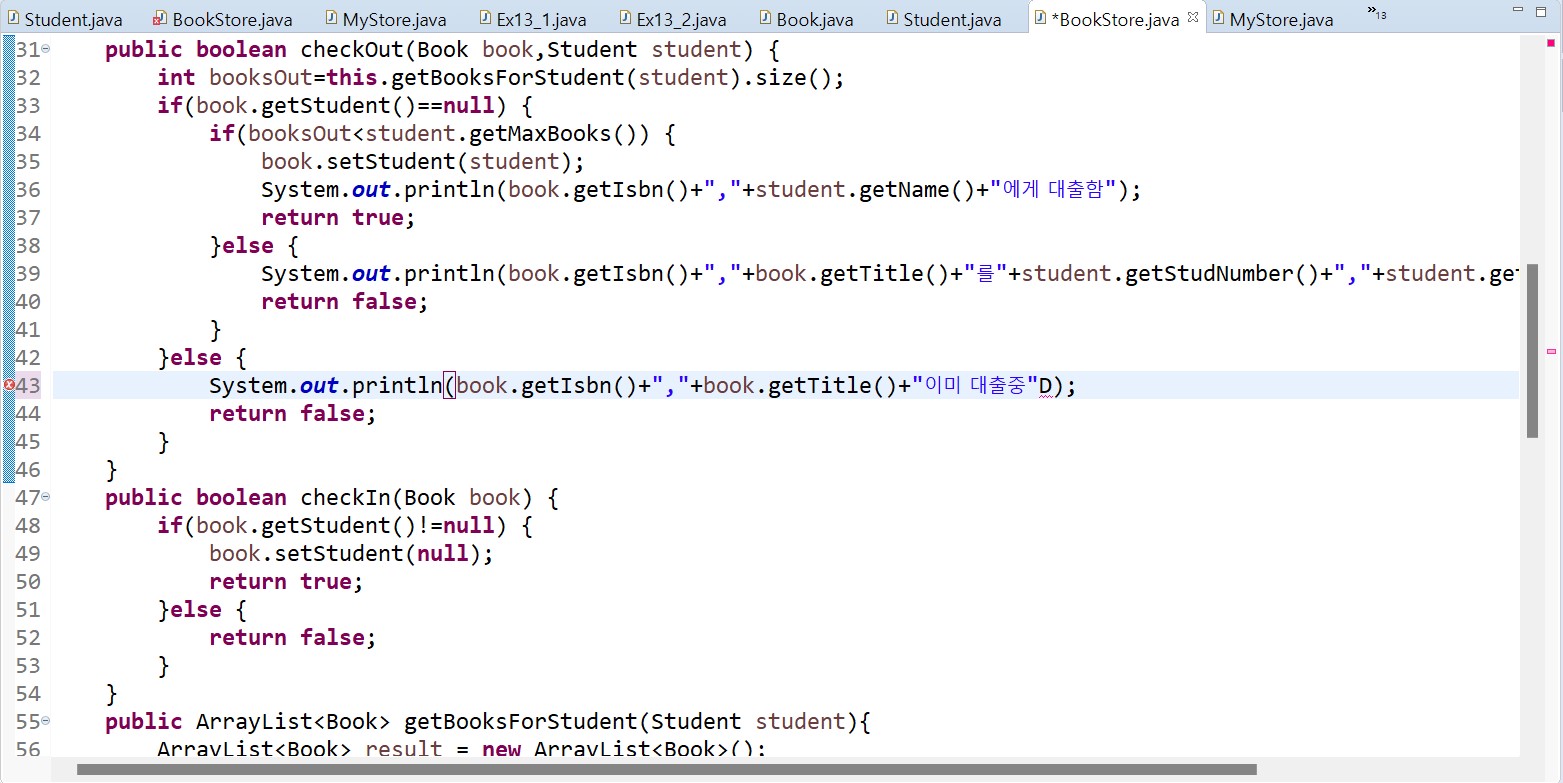 Student.java BookStore.java MyStore.java Ex13_1.java Ex13_2.java Book.java Student.java *BookStore.java MyStore.java »13
31 public boolean checkOut(Book book,Student student) {
32 int booksOut=this.getBooksForStudent(student).size();
33 if(book.getStudent()==null) {
34 if(booksOut<student.getMaxBooks()) {
35 book.setStudent(student);
36 System.out.println(book.getIsbn()+","+student.getName()+"에게 대출함");
37 return true;
38 }else {
39 System.out.println(book.getIsbn()+","+book.getTitle()+"를"+student.getStudNumber()+","+student.get
40 return false;
41 }
42 }else {
43 System.out.println(book.getIsbn()+","+book.getTitle()+"이미 대출중"D);
44 return false;
45 }
46 }
47 public boolean checkIn(Book book) {
48 if(book.getStudent()!=null) {
49 book.setStudent(null);
50 return true;
51 }else {
52 return false;
53 }
54 }
55 public ArrayList<Book> getBooksForStudent(Student student){
56 ArrayList<Book> result = new ArrayList<Book>();